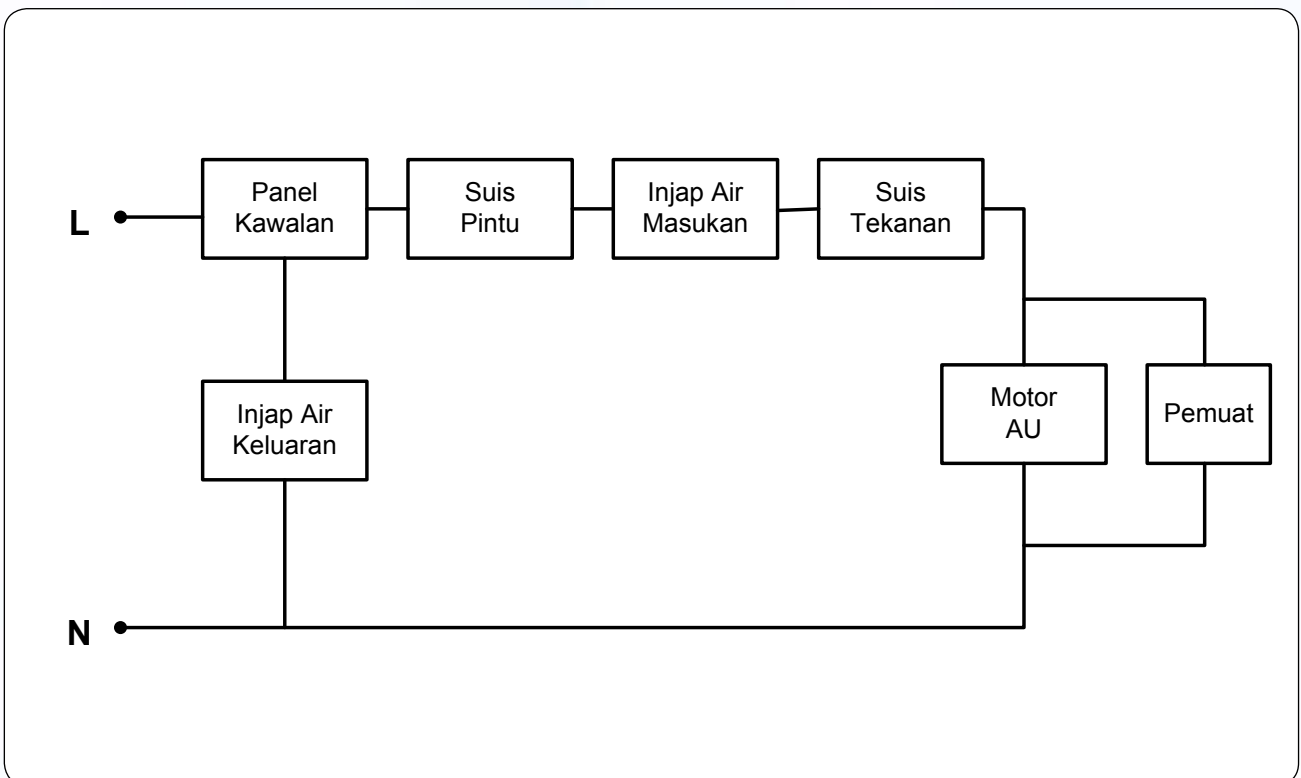 Panel
Kawalan
Suis
Pintu
Injap Air
Masukan
Suis
Tekanan
L
Injap Air
Keluaran
Motor
AU
Pemuat
N